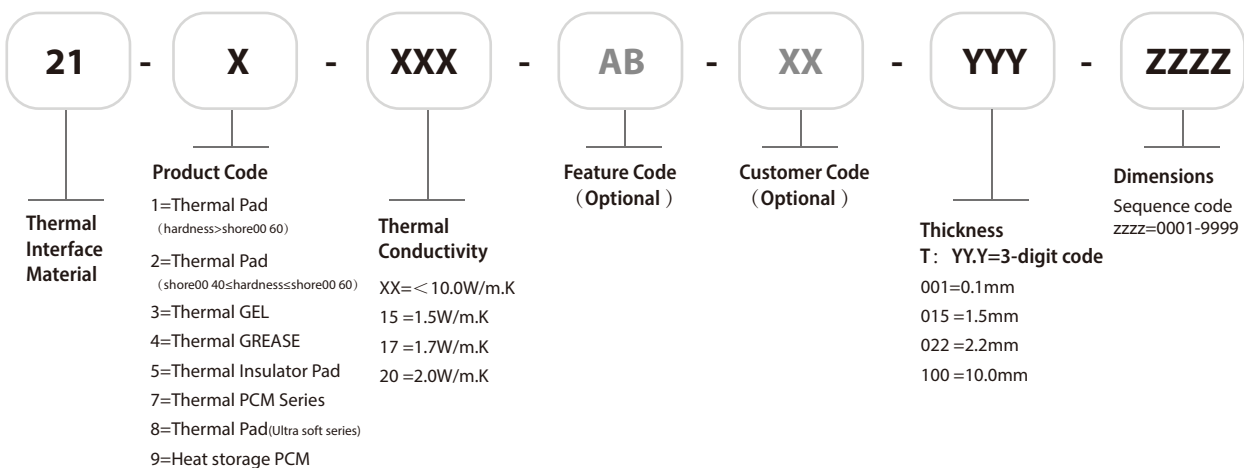 21 - X - XXX - AB - XX - YYY - ZZZZ
Thermal
Interface
Material
Product Code
1=Thermal Pad
（hardness>shore00 60）
2=Thermal Pad
（shore00 40≤hardness≤shore00 60）
3=Thermal GEL
4=Thermal GREASE
5=Thermal Insulator Pad
7=Thermal PCM Series
8=Thermal Pad(Ultra soft series)
9=Heat storage PCM
Thermal
Conductivity
XX=＜10.0W/m.K
15 =1.5W/m.K
17 =1.7W/m.K
20 =2.0W/m.K
Feature Code
（Optional ）
Customer Code
（Optional ）
Thickness
T： YY.Y=3-digit code
001=0.1mm
015 =1.5mm
022 =2.2mm
100 =10.0mm
Dimensions
Sequence code
zzzz=0001-9999